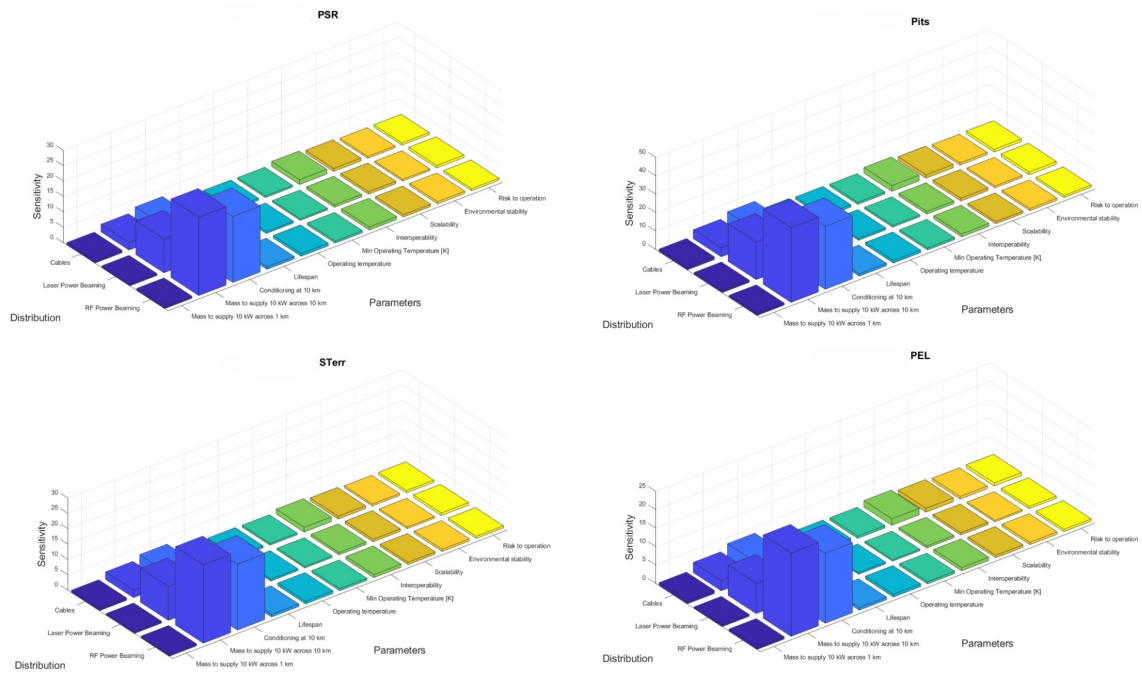 PSR
30
25
20
15
10
5
0
Sensitivity
Cables
Laser Power Beaming
RF Power Beaming
Distribution
Risk to operation
Environmental stability
Scalability
Interoperability
Min Operating Temperature [K]
Operating temperature
Lifespan
Conditioning at 10 km
Mass to supply 10 kW across 10 km
Mass to supply 10 kW across 1 km
Parameters
Pits
50
40
30
20
10
0
Sensitivity
Cables
Laser Power Beaming
RF Power Beaming
Distribution
Risk to operation
Environmental stability
Scalability
Interoperability
Min Operating Temperature [K]
Operating temperature
Lifespan
Conditioning at 10 km
Mass to supply 10 kW across 10 km
Mass to supply 10 kW across 1 km
Parameters
STerr
30
25
20
15
10
5
0
Sensitivity
Cables
Laser Power Beaming
RF Power Beaming
Distribution
Risk to operation
Environmental stability
Scalability
Interoperability
Min Operating Temperature [K]
Operating temperature
Lifespan
Conditioning at 10 km
Mass to supply 10 kW across 10 km
Mass to supply 10 kW across 1 km
Parameters
PEL
25
20
15
10
5
0
Sensitivity
Cables
Laser Power Beaming
RF Power Beaming
Distribution
Risk to operation
Environmental stability
Scalability
Interoperability
Min Operating Temperature [K]
Operating temperature
Lifespan
Conditioning at 10 km
Mass to supply 10 kW across 10 km
Mass to supply 10 kW across 1 km
Parameters